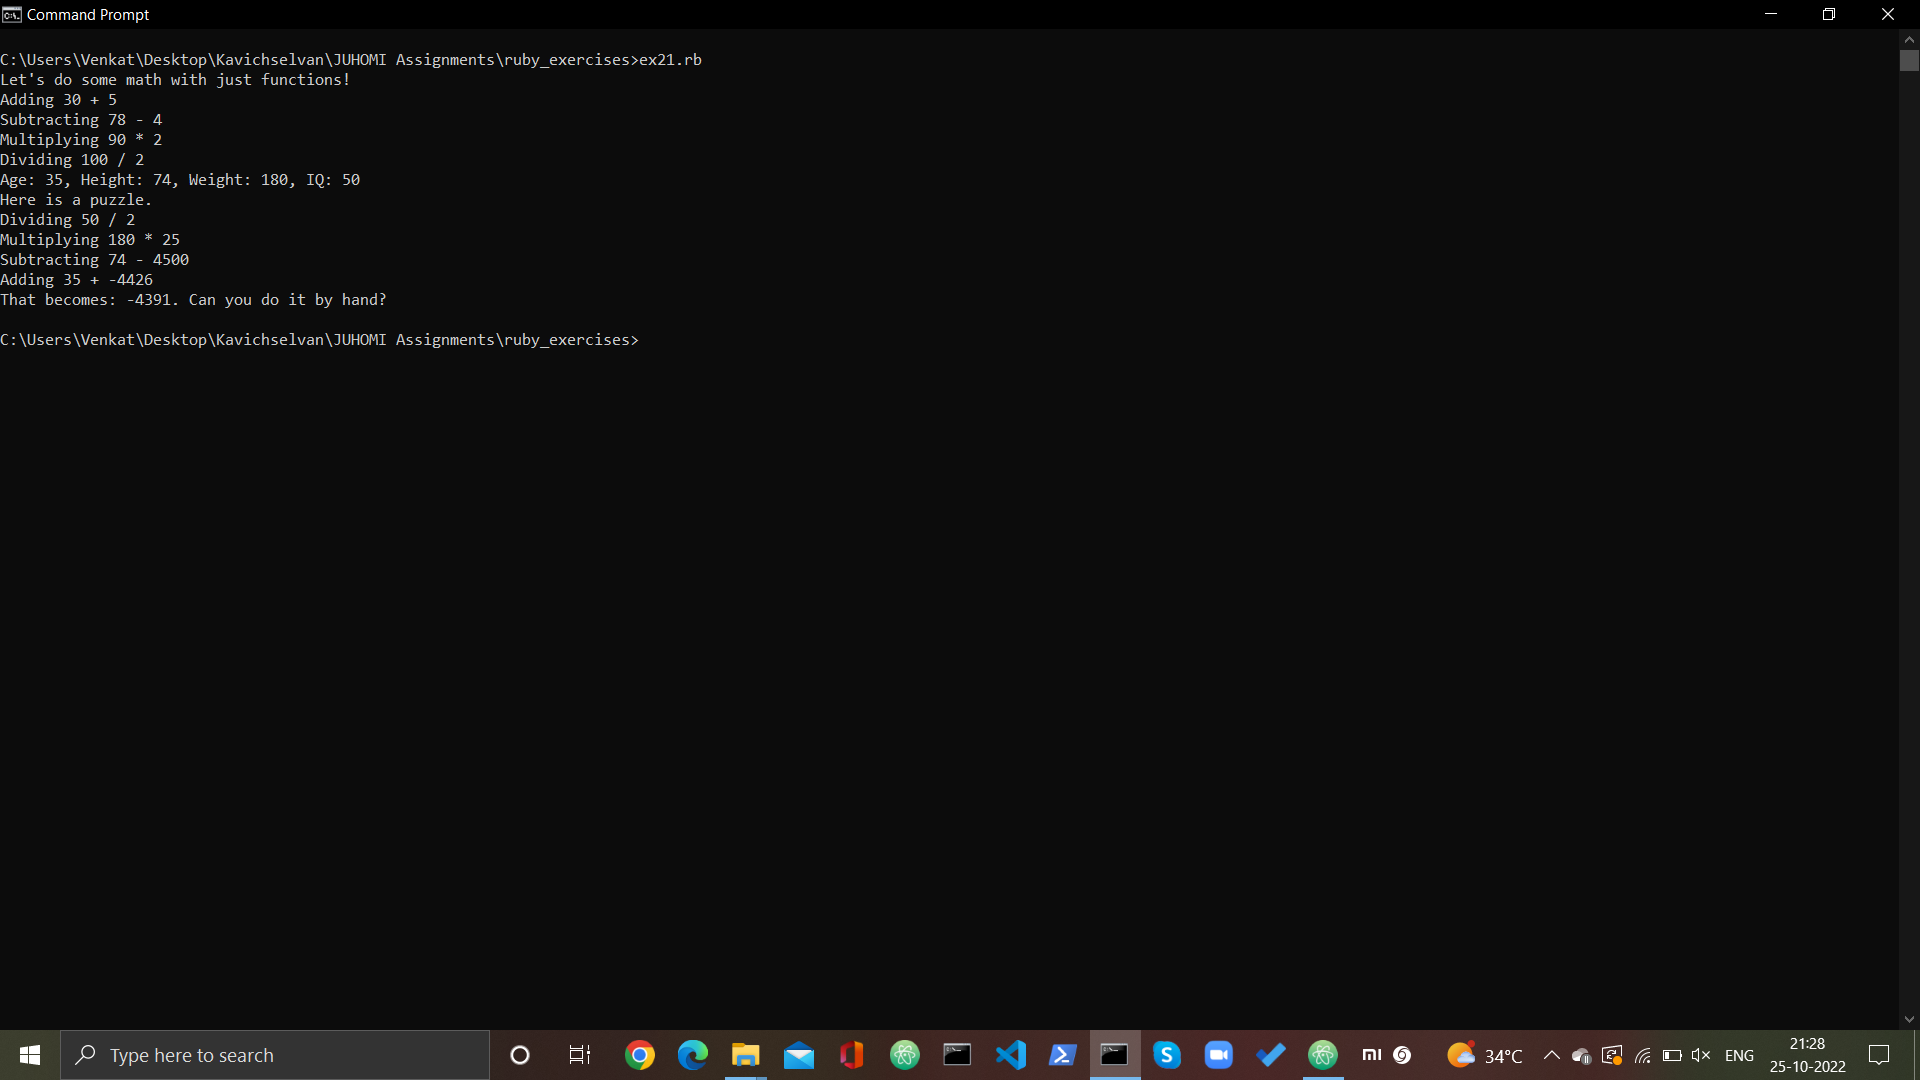 Command Prompt
C:\Users\Venkat\Desktop\Kavichselvan\JUHOMI Assignments\ruby_exercises>ex21.rb
Let's do some math with just functions!
Adding 30 + 5
Subtracting 78 - 4
Multiplying 90 * 2
Dividing 100 / 2
Age: 35, Height: 74, Weight: 180, IQ: 50
Here is a puzzle.
Dividing 50 / 2
Multiplying 180 * 25
Subtracting 74 - 4500
Adding 35 + -4426
That becomes: -4391. Can you do it by hand?
C:\Users\Venkat\Desktop\Kavichselvan\JUHOMI Assignments\ruby_exercises>
Type here to search
34°C
ENG
21:28
25-10-2022